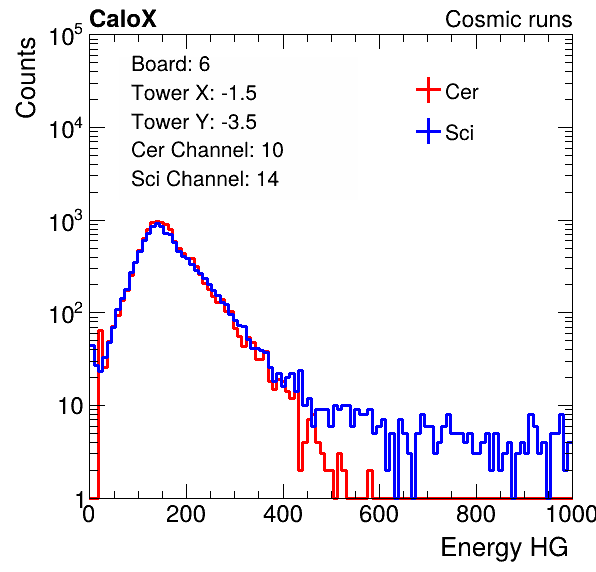 CaloX Cosmic runs
Counts
10^5
10^4
10^3
10^2
10
1
Board: 6
Tower X: -1.5
Tower Y: -3.5
Cer Channel: 10
Sci Channel: 14
Cer
Sci
0 200 400 600 800 1000
Energy HG